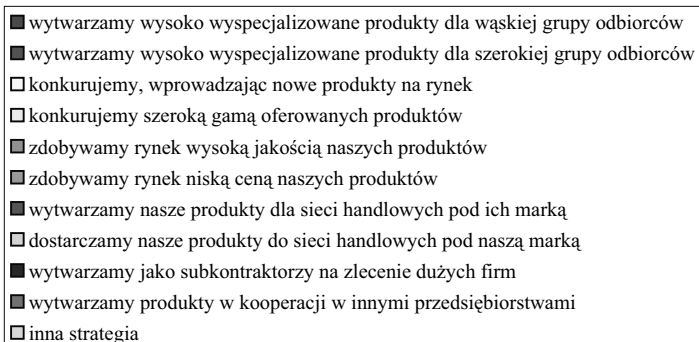 wytwarzamy wysoko wyspecjalizowane produkty dla wąskiej grupy odbiorców
wytwarzamy wysoko wyspecjalizowane produkty dla szerokiej grupy odbiorców
konkurujemy, wprowadzając nowe produkty na rynek
konkurujemy szeroką gamą oferowanych produktów
zdobywamy rynek wysoką jakością naszych produktów
zdobywamy rynek niską ceną naszych produktów
wytwarzamy nasze produkty dla sieci handlowych pod ich marką
dostarczamy nasze produkty do sieci handlowych pod naszą marką
wytwarzamy jako subkontraktorzy na zlecenie dużych firm
wytwarzamy produkty w kooperacji w innymi przedsiębiorstwami
inna strategia